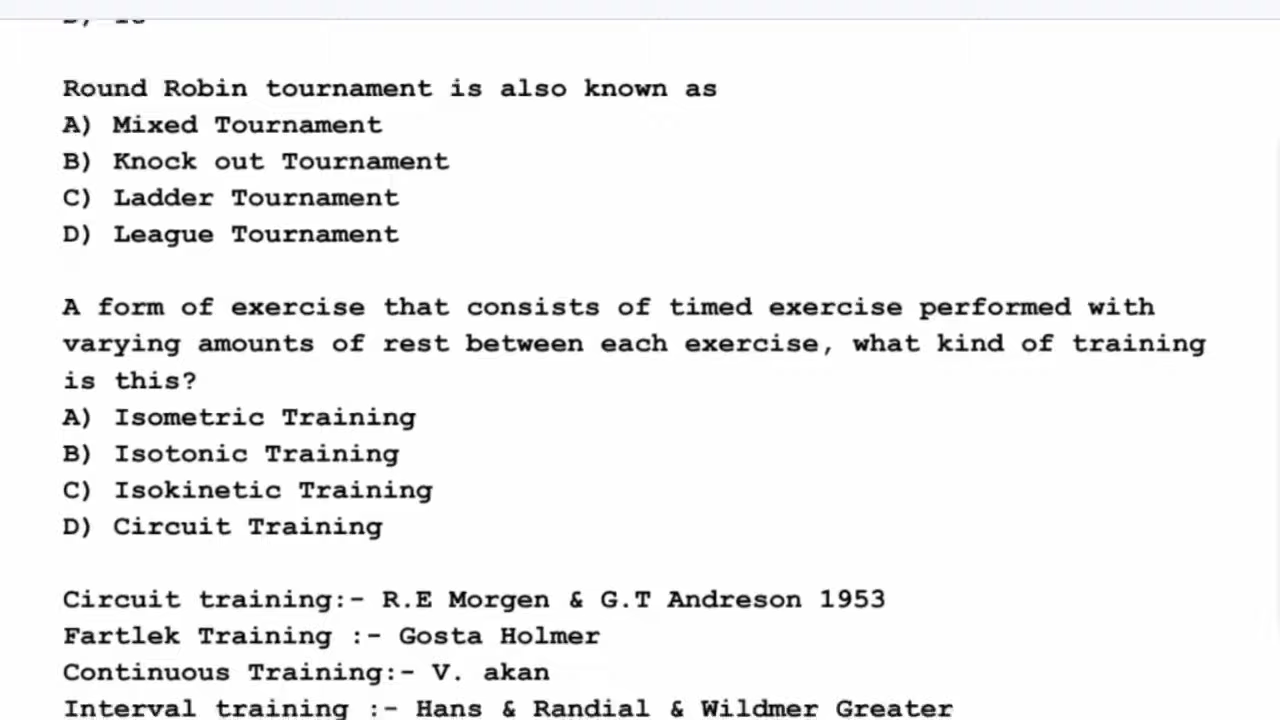 Round Robin tournament is also known as
A) Mixed Tournament
B) Knock out Tournament
C) Ladder Tournament
D) League Tournament
A form of exercise that consists of timed exercise performed with
varying amounts of rest between each exercise, what kind of training
is this?
A) Isometric Training
B) Isotonic Training
C) Isokinetic Training
D) Circuit Training
Circuit training:- R.E Morgen & G.T Andreson 1953
Fartlek Training :- Gosta Holmer
Continuous Training:- V. akan
Interval training :- Hans & Randial & Wildmer Greater